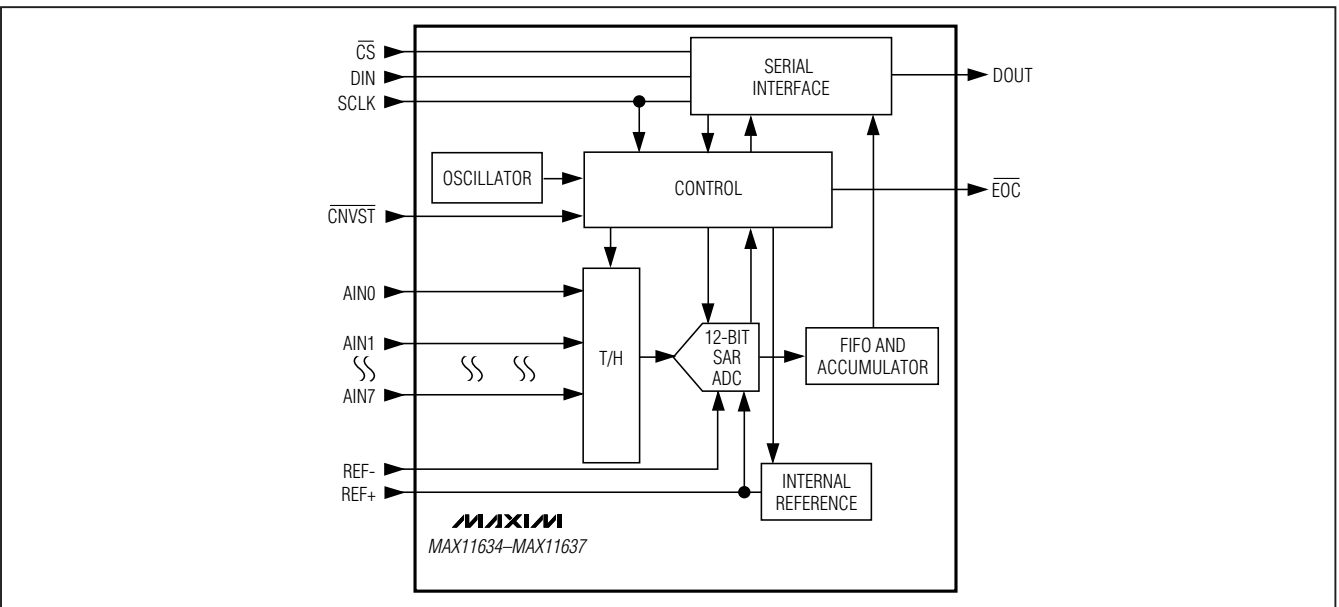 CS
DIN
SCLK
SERIAL
INTERFACE
DOUT
OSCILLATOR
CONTROL
EOC
CNVST
AIN0
AIN1
AIN7
T/H
12-BIT
SAR
ADC
FIFO AND
ACCUMULATOR
REF-
REF+
INTERNAL
REFERENCE
MAXIM
MAX11634–MAX11637